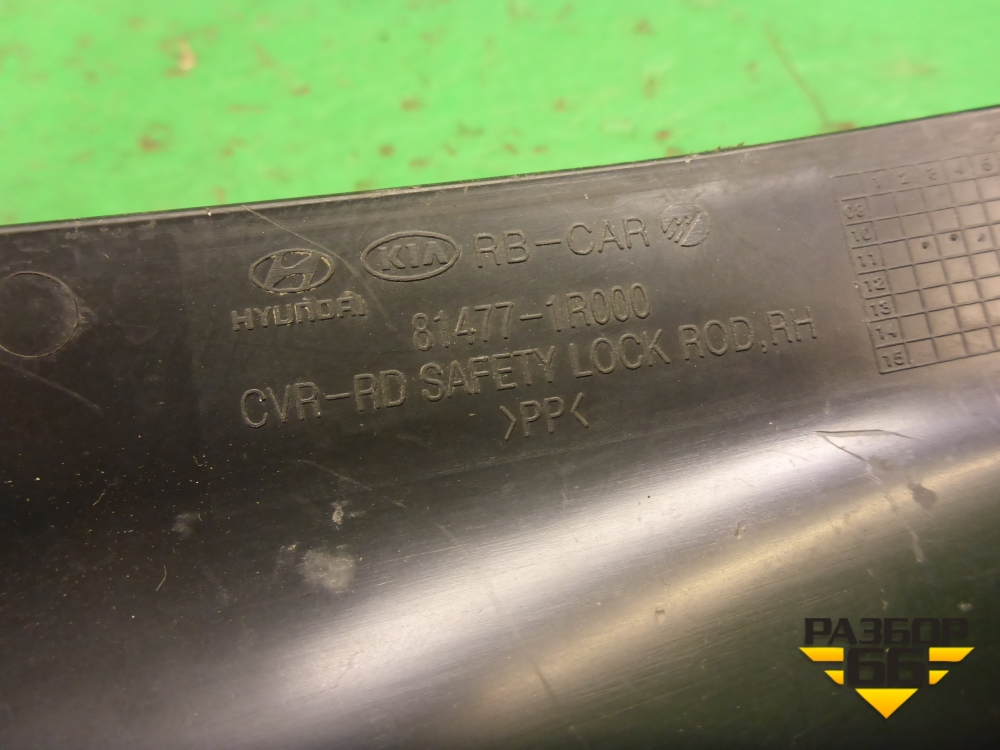 HYUNDAI
KIA RB-CAR
81477-1R000
CVR-RD SAFETY LOCK ROD,RH
>PP<
1 2 3 4 5
09
10
11
12
13
14
15
РАЗБОР
66